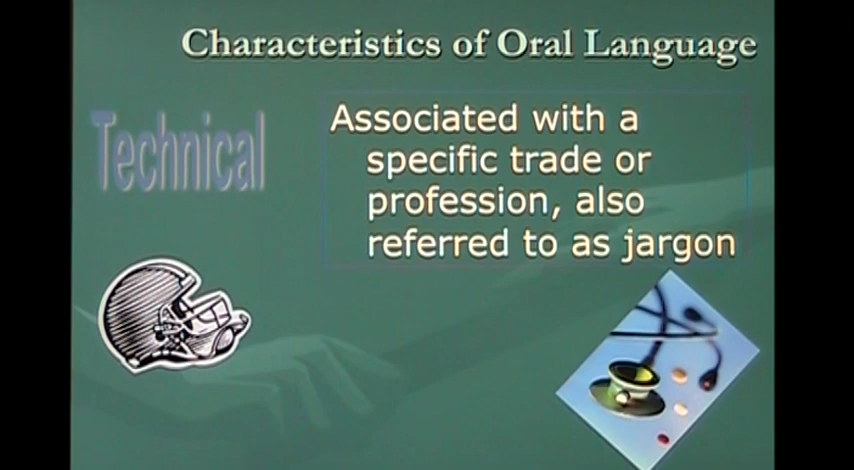 Characteristics of Oral Language
Technical
Associated with a
specific trade or
profession, also
referred to as jargon